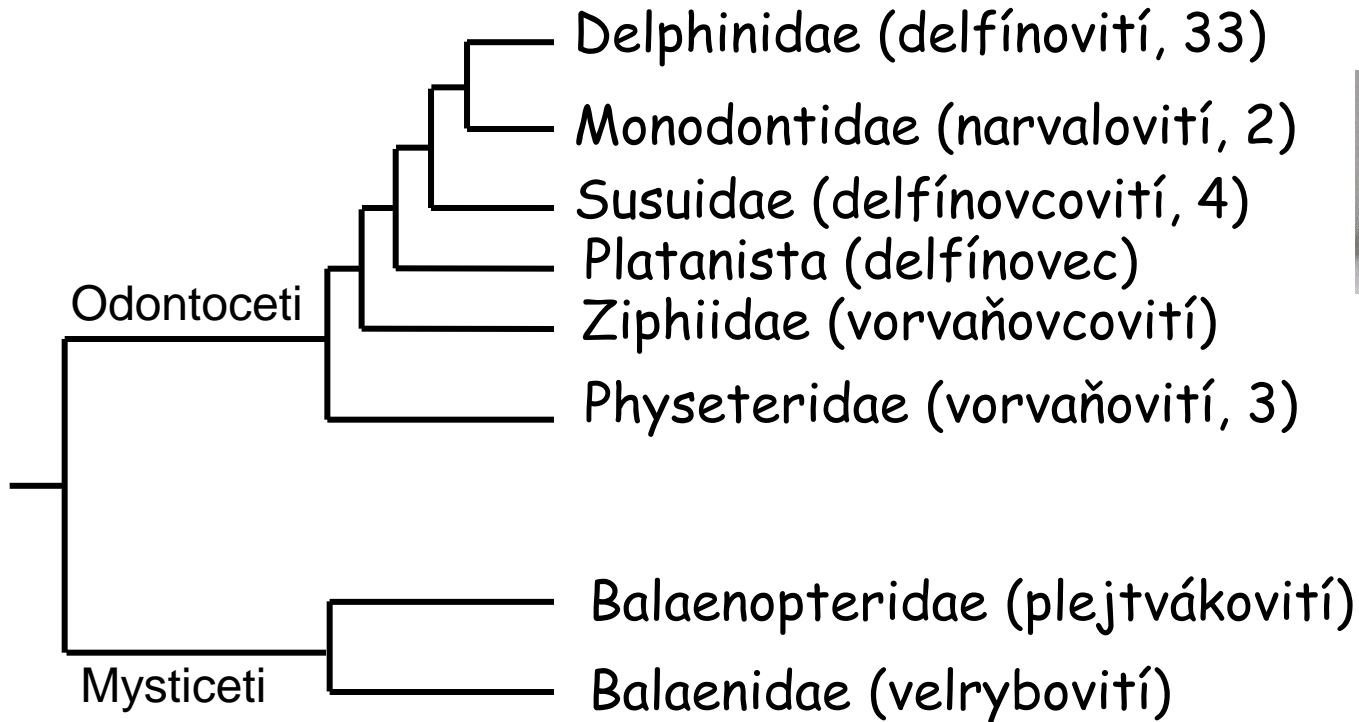 Delphinidae (delfínovití, 33)
Monodontidae (narvalovití, 2)
Susuidae (delfínovcovití, 4)
Platanista (delfínovec)
Odontoceti
Ziphiidae (vorvaňovcovití)
Physeteridae (vorvaňovití, 3)
Balaenopteridae (plejtvákovití)
Mysticeti
Balaenidae (velrybovití)